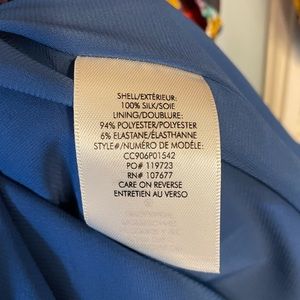 SHELL/EXTÉRIEUR:
100% SILK/SOIE
LINING/DOUBLURE:
94% POLYESTER/POLYESTER
6% ELASTANE/ÉLASTHANNE
STYLE#/NUMÉRO DE MODÈLE:
CC906P01542
PO# 119723
RN# 107677
CARE ON REVERSE
ENTRETIEN AU VERSO